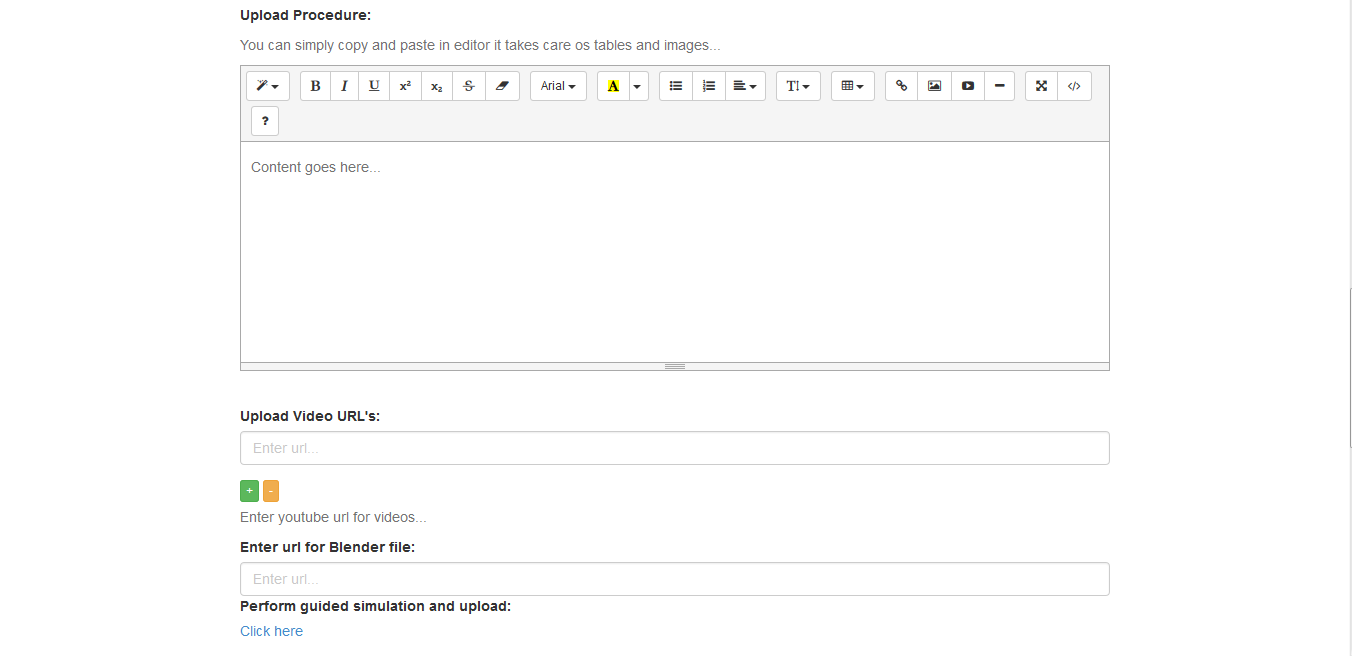 Upload Procedure:
You can simply copy and paste in editor it takes care os tables and images...
B I U x² x₂ S Arial A T! </>
?
Content goes here...
Upload Video URL's:
Enter url...
+ -
Enter youtube url for videos...
Enter url for Blender file:
Enter url...
Perform guided simulation and upload:
Click here